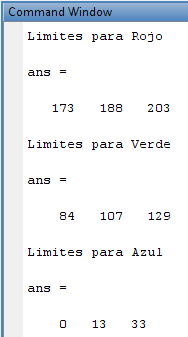 Command Window
Limites para Rojo
ans =
173 188 203
Limites para Verde
ans =
84 107 129
Limites para Azul
ans =
0 13 33